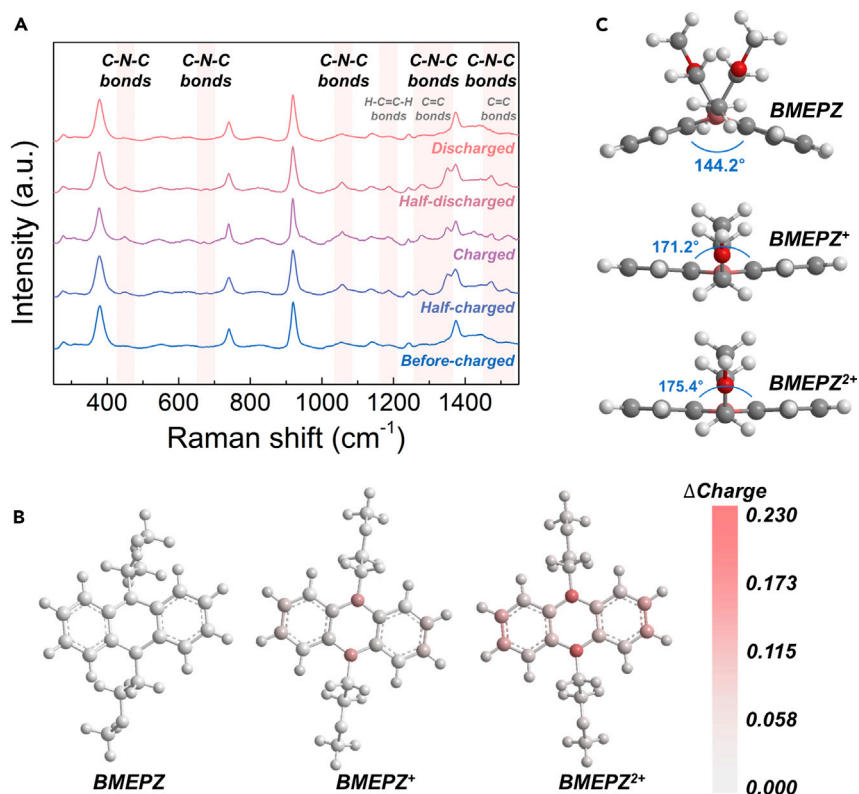 A
C-N-C bonds
C-N-C bonds
C-N-C bonds
C-N-C bonds
C-N-C bonds
H-C=C-H bonds
C=C bonds
C=C bonds
Discharged
Half-discharged
Charged
Half-charged
Before-charged
Intensity (a.u.)
400 600 800 1000 1200 1400
Raman shift (cm⁻¹)
C
BMEPZ
144.2°
BMEPZ⁺
171.2°
BMEPZ²⁺
175.4°
B
BMEPZ
BMEPZ⁺
BMEPZ²⁺
ΔCharge
0.230
0.173
0.115
0.058
0.000